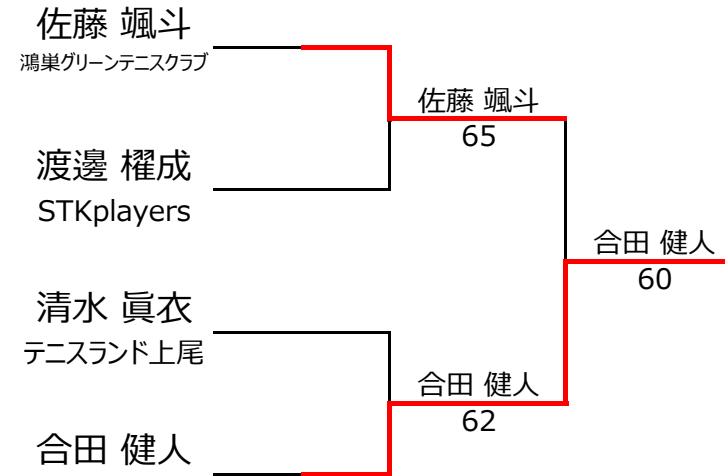 佐藤 颯斗
鴻巣グリーンテニスクラブ
佐藤 颯斗
65
渡邊 櫂成
STKplayers
合田 健人
60
清水 眞衣
テニスランド上尾
合田 健人
62
合田 健人